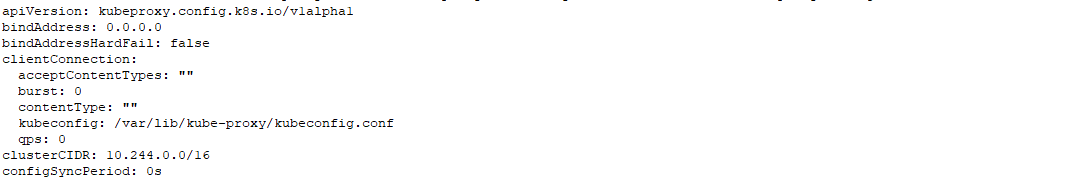 apiVersion: kubeproxy.config.k8s.io/v1alpha1
bindAddress: 0.0.0.0
bindAddressHardFail: false
clientConnection:
  acceptContentTypes: ""
  burst: 0
  contentType: ""
  kubeconfig: /var/lib/kube-proxy/kubeconfig.conf
  qps: 0
clusterCIDR: 10.244.0.0/16
configSyncPeriod: 0s